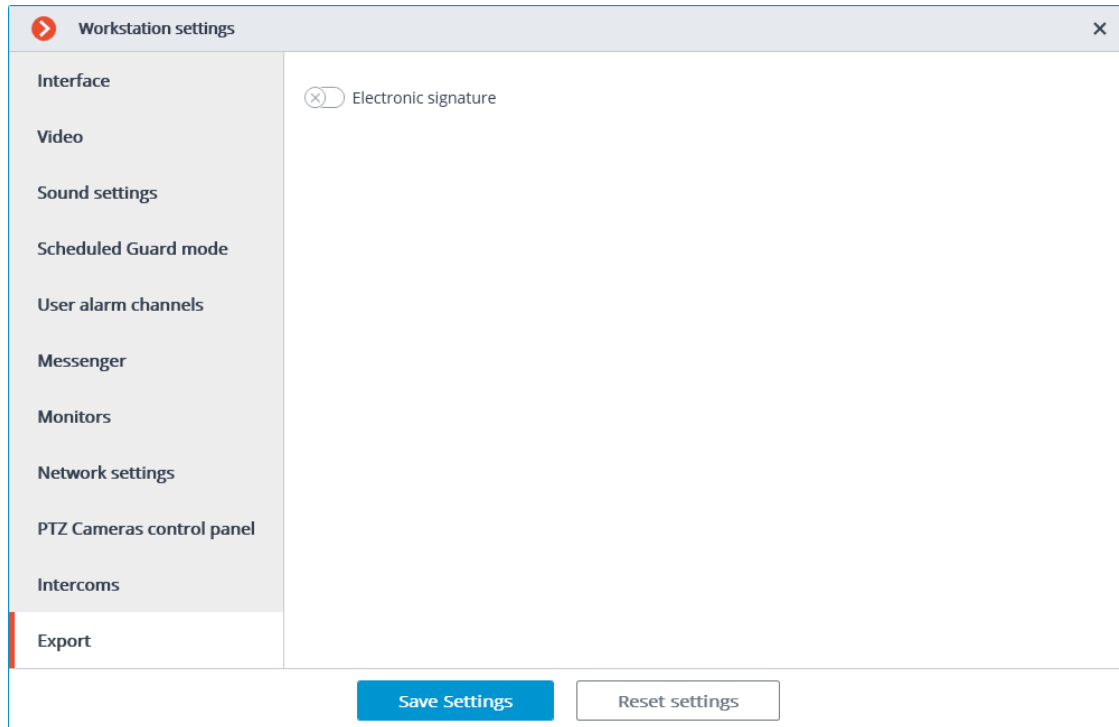 Workstation settings
Interface
Electronic signature
Video
Sound settings
Scheduled Guard mode
User alarm channels
Messenger
Monitors
Network settings
PTZ Cameras control panel
Intercoms
Export
Save Settings
Reset settings